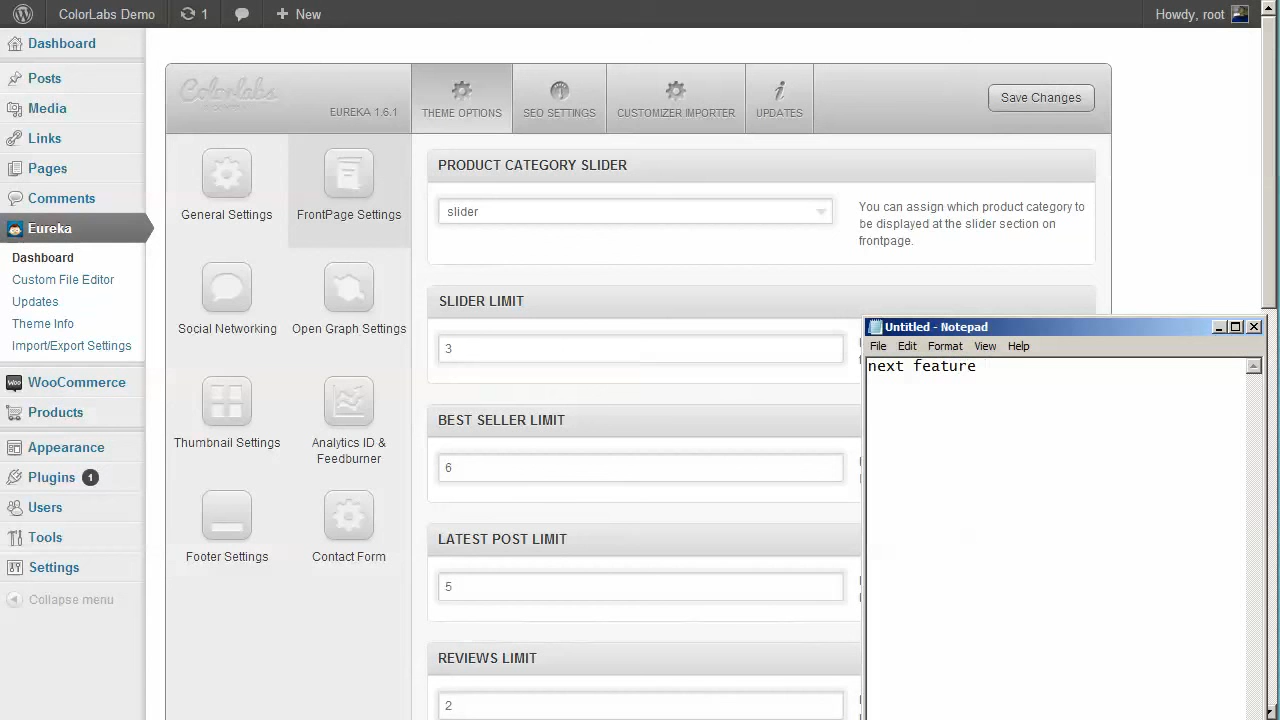 ColorLabs Demo
1
New
Howdy, root
Dashboard
Posts
Media
Links
Pages
Comments
Eureka
Dashboard
Custom File Editor
Updates
Theme Info
Import/Export Settings
WooCommerce
Products
Appearance
Plugins 1
Users
Tools
Settings
Collapse menu
Colorlabs
EUREKA 1.6.1
THEME OPTIONS
SEO SETTINGS
CUSTOMIZER IMPORTER
UPDATES
Save Changes
General Settings
FrontPage Settings
Social Networking
Open Graph Settings
Thumbnail Settings
Analytics ID &
Feedburner
Footer Settings
Contact Form
PRODUCT CATEGORY SLIDER
slider
You can assign which product category to
be displayed at the slider section on
frontpage.
SLIDER LIMIT
3
BEST SELLER LIMIT
6
LATEST POST LIMIT
5
REVIEWS LIMIT
2
Untitled - Notepad
File Edit Format View Help
next feature